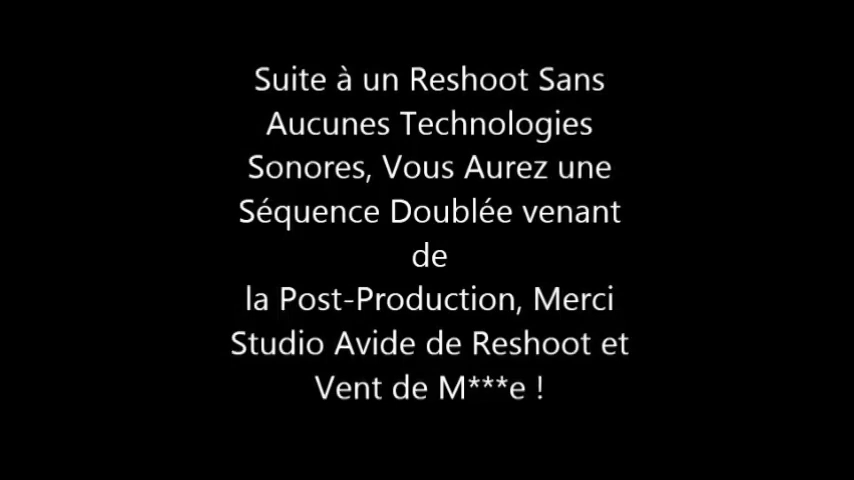 Suite à un Reshoot Sans
Aucunes Technologies
Sonores, Vous Aurez une
Séquence Doublée venant
de
la Post-Production, Merci
Studio Avide de Reshoot et
Vent de M***e !